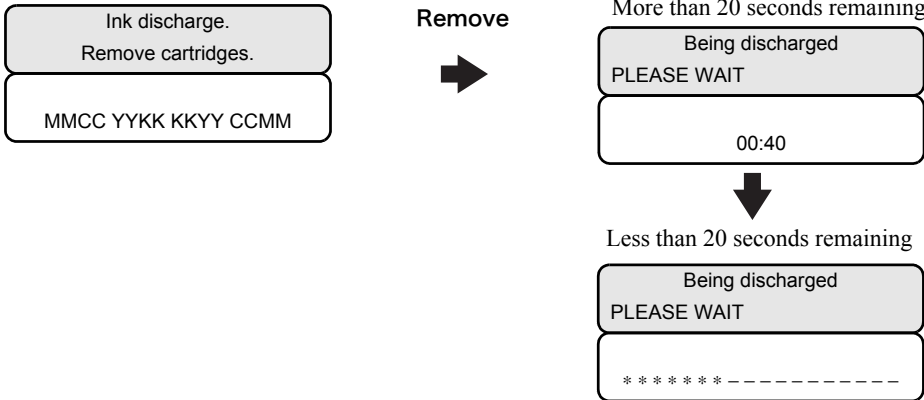 Ink discharge.
Remove cartridges.
MMCC YYKK KKYY CCMM
Remove
More than 20 seconds remaining
Being discharged
PLEASE WAIT
00:40
Less than 20 seconds remaining
Being discharged
PLEASE WAIT
* * * * * * * – – – – – – – – – – –